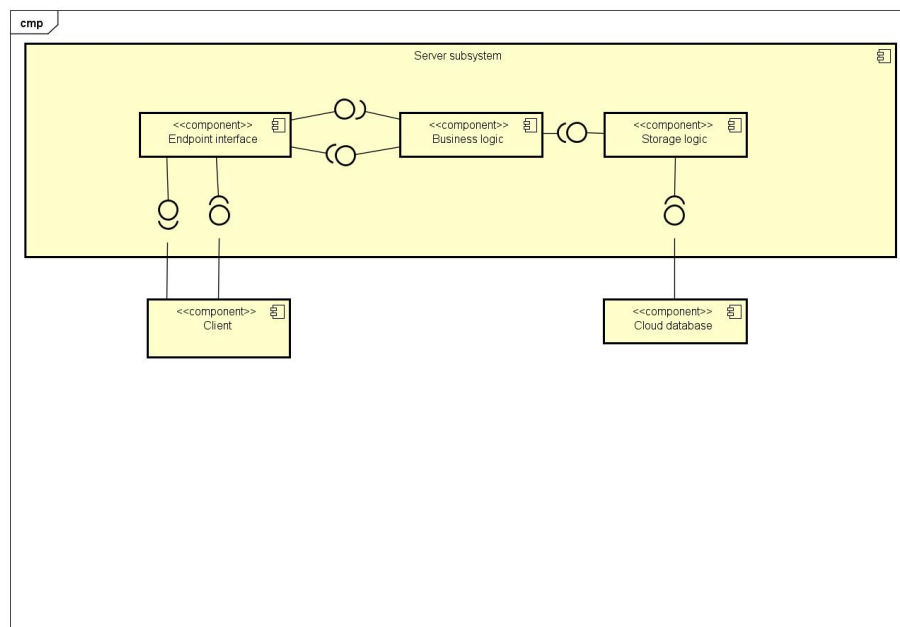 cmp
Server subsystem
<<component>>
Endpoint interface
<<component>>
Business logic
<<component>>
Storage logic
<<component>>
Client
<<component>>
Cloud database